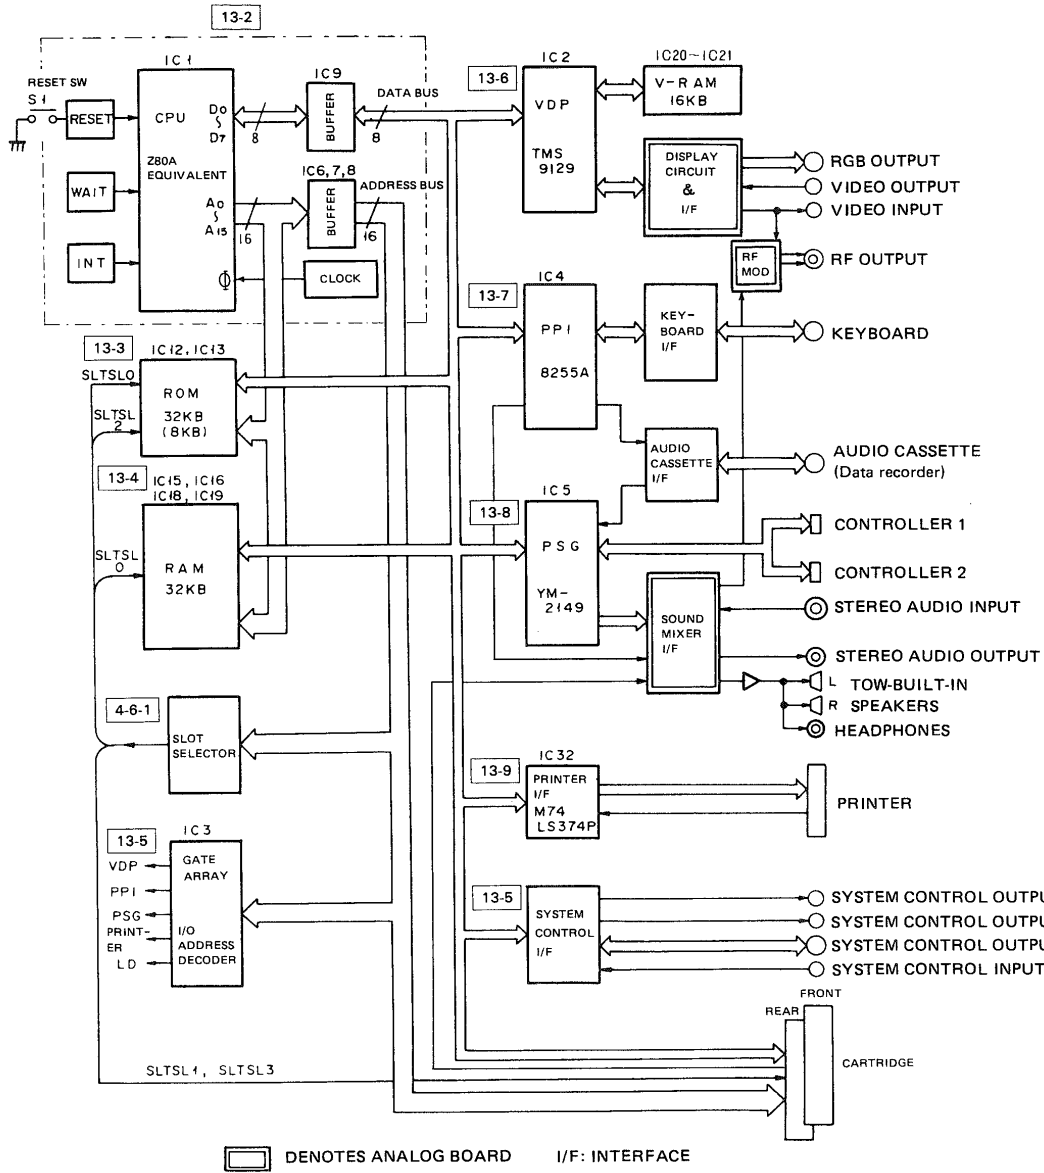 13-2
IC1
RESET SW
S1
RESET
WAIT
INT
CPU
Z80A
EQUIVALENT
D0
D7
A0
A15
Φ
8
16
IC9
BUFFER
DATA BUS
8
IC6,7,8
BUFFER
ADDRESS BUS
16
CLOCK
13-6
IC2
VDP
TMS
9129
IC20~IC21
V-RAM
16KB
DISPLAY
CIRCUIT
&
I/F
RGB OUTPUT
VIDEO OUTPUT
VIDEO INPUT
RF
MOD
RF OUTPUT
13-7
IC4
PPI
8255A
KEY-
BOARD
I/F
KEYBOARD
13-3
IC12, IC13
SLTSL0
SLTSL
2
ROM
32KB
(8KB)
AUDIO
CASSETTE
I/F
AUDIO CASSETTE
(Data recorder)
13-4
IC15, IC16
IC18, IC19
SLTSL
0
RAM
32KB
13-8
IC5
PSG
YM-
2149
CONTROLLER 1
CONTROLLER 2
SOUND
MIXER
I/F
STEREO AUDIO INPUT
STEREO AUDIO OUTPUT
L
TOW-BUILT-IN
R
SPEAKERS
HEADPHONES
4-6-1
SLOT
SELECTOR
13-9
IC32
PRINTER
I/F
M74
LS374P
PRINTER
13-5
IC3
GATE
ARRAY
I/O
ADDRESS
DECODER
VDP
PPI
PSG
PRINT-
ER
LD
13-5
SYSTEM
CONTROL
I/F
SYSTEM CONTROL OUTPU
SYSTEM CONTROL OUTPU
SYSTEM CONTROL OUTPU
SYSTEM CONTROL INPUT
FRONT
REAR
CARTRIDGE
SLTSL1, SLTSL3
DENOTES ANALOG BOARD I/F: INTERFACE